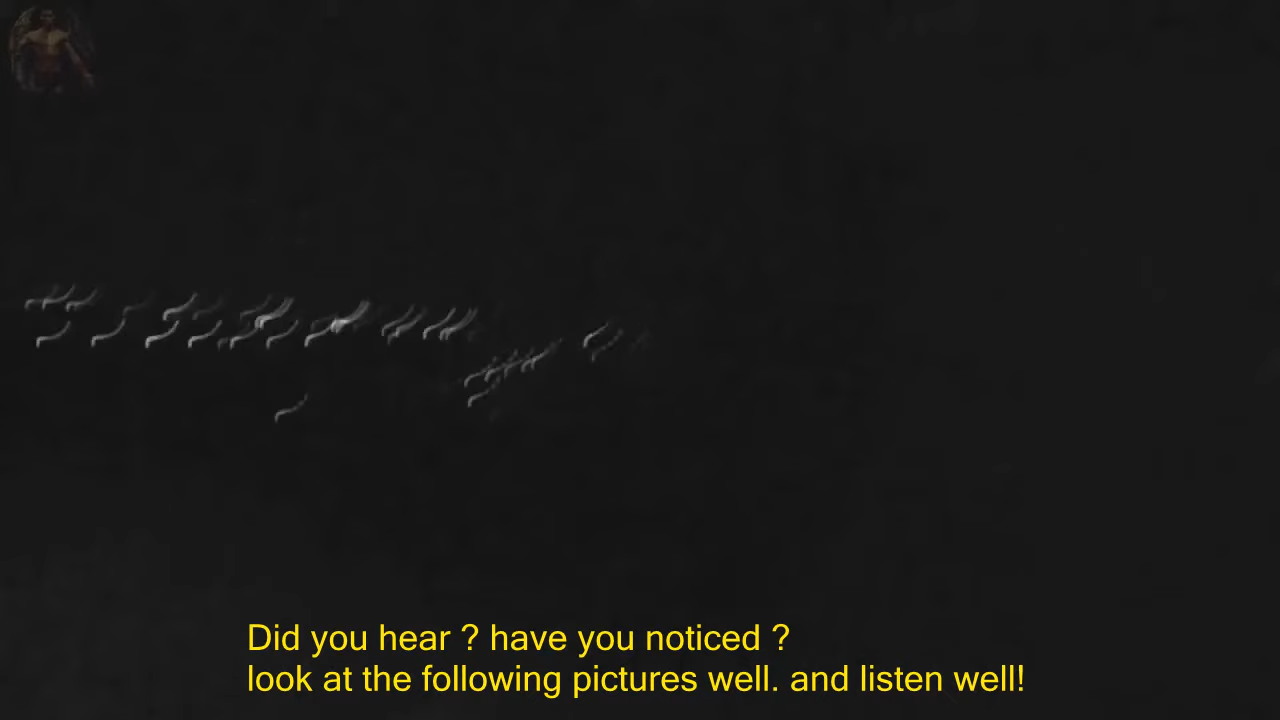 Did you hear ? have you noticed ?
look at the following pictures well. and listen well!